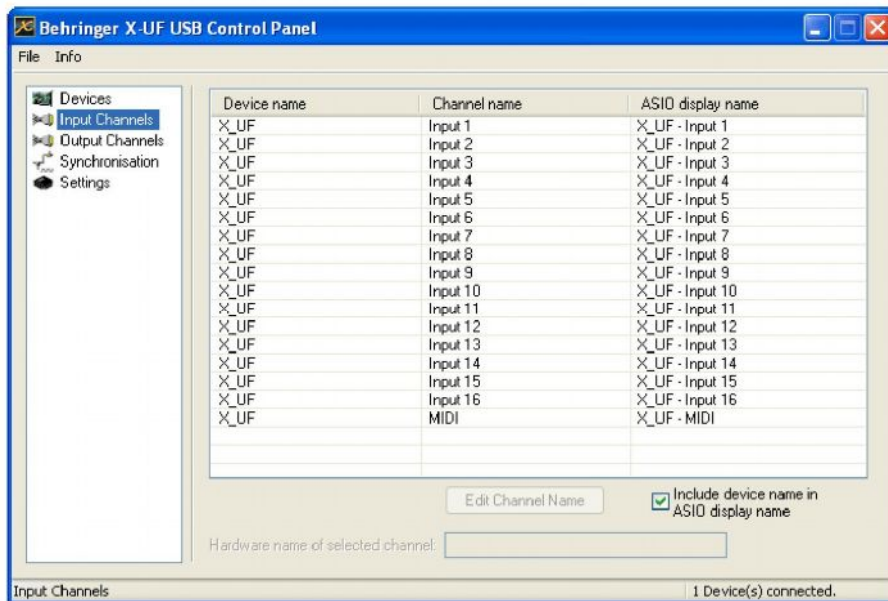 Behringer X-UF USB Control Panel
File Info
Devices
Input Channels
Output Channels
Synchronisation
Settings
Device name Channel name ASIO display name
X_UF Input 1 X_UF - Input 1
X_UF Input 2 X_UF - Input 2
X_UF Input 3 X_UF - Input 3
X_UF Input 4 X_UF - Input 4
X_UF Input 5 X_UF - Input 5
X_UF Input 6 X_UF - Input 6
X_UF Input 7 X_UF - Input 7
X_UF Input 8 X_UF - Input 8
X_UF Input 9 X_UF - Input 9
X_UF Input 10 X_UF - Input 10
X_UF Input 11 X_UF - Input 11
X_UF Input 12 X_UF - Input 12
X_UF Input 13 X_UF - Input 13
X_UF Input 14 X_UF - Input 14
X_UF Input 15 X_UF - Input 15
X_UF Input 16 X_UF - Input 16
X_UF MIDI X_UF - MIDI
Edit Channel Name
Include device name in
ASIO display name
Hardware name of selected channel:
Input Channels 1 Device(s) connected.